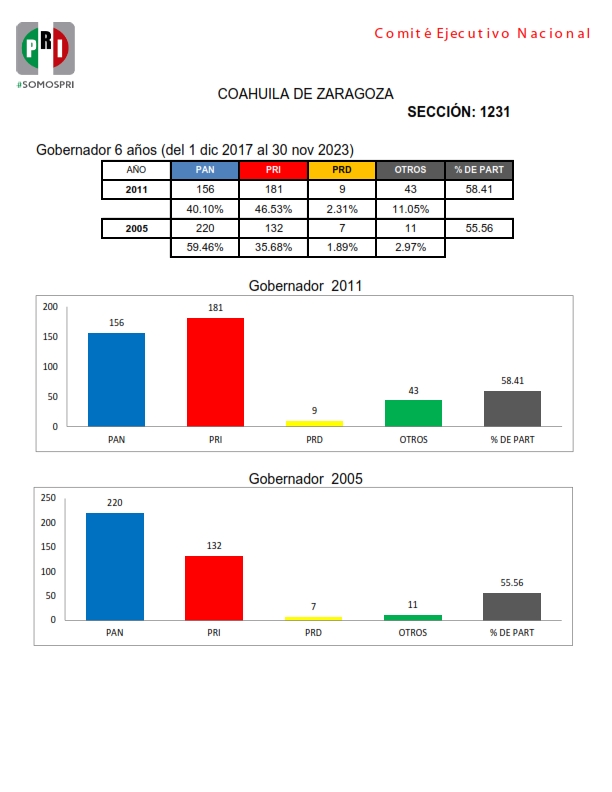 Comité Ejecutivo Nacional
PRI
#SOMOSPRI
COAHUILA DE ZARAGOZA
SECCIÓN: 1231
Gobernador 6 años (del 1 dic 2017 al 30 nov 2023)
AÑO PAN PRI PRD OTROS % DE PART
2011 156 181 9 43 58.41
40.10% 46.53% 2.31% 11.05%
2005 220 132 7 11 55.56
59.46% 35.68% 1.89% 2.97%
Gobernador 2011
200
150
100
50
0
156 181 9 43 58.41
PAN PRI PRD OTROS % DE PART
Gobernador 2005
250
200
150
100
50
0
220 132 7 11 55.56
PAN PRI PRD OTROS % DE PART